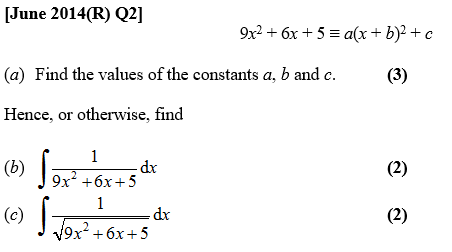 [June 2014(R) Q2]
9x² + 6x + 5 ≡ a(x + b)² + c
(a) Find the values of the constants a, b and c. (3)
Hence, or otherwise, find
(b) ∫ 1/(9x² + 6x + 5) dx (2)
(c) ∫ 1/√(9x² + 6x + 5) dx (2)